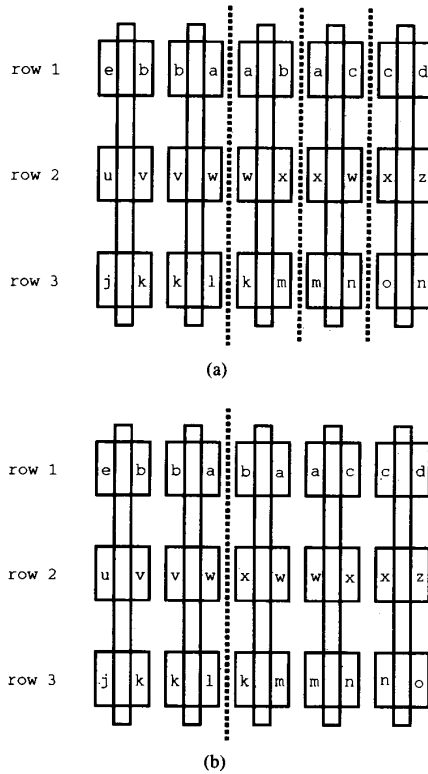 row 1 e b b a a b a c c d
row 2 u v v w w x x w x z
row 3 j k k l k m m n o n
(a)
row 1 e b b a b a a c c d
row 2 u v v w x w w x x z
row 3 j k k l k m m n n o
(b)